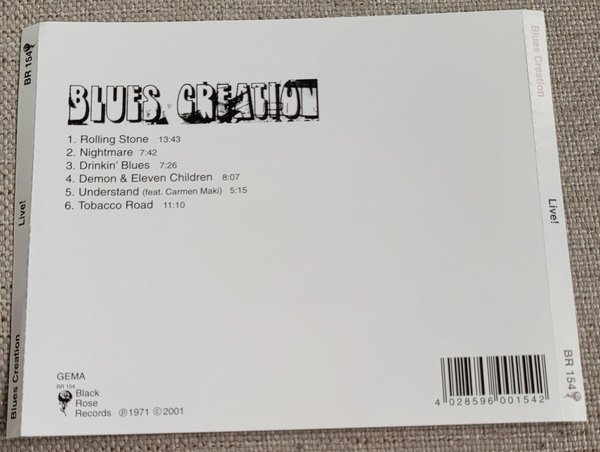 BLUES CREATION
1. Rolling Stone 13:43
2. Nightmare 7:42
3. Drinkin' Blues 7:26
4. Demon & Eleven Children 8:07
5. Understand (feat. Carmen Maki) 5:15
6. Tobacco Road 11:10
GEMA
BR 154
Black
Rose
Records ℗1971 ©2001
4 028596 001542
Blues Creation Live! BR 154
Blues Creation Live! BR 154